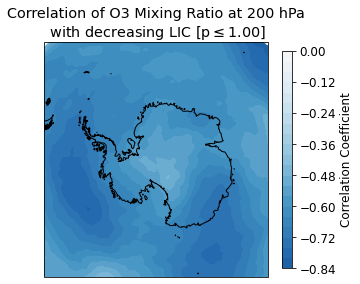 Correlation of O3 Mixing Ratio at 200 hPa
with decreasing LIC [p ≤ 1.00]
0.00
−0.12
−0.24
−0.36
−0.48
−0.60
−0.72
−0.84
Correlation Coefficient